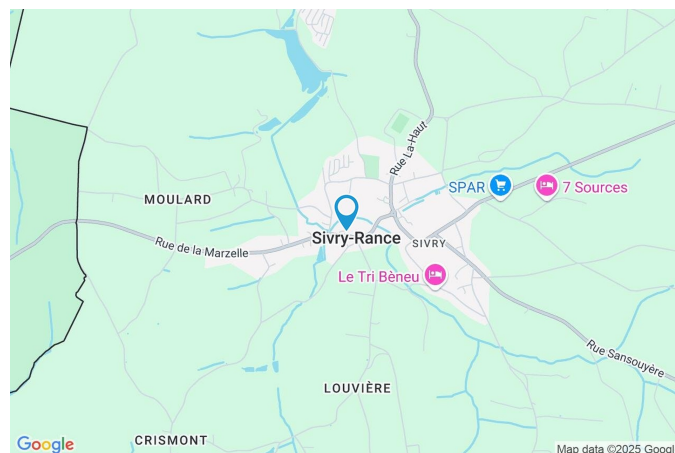 Rue La-Haut
SPAR
7 Sources
MOULARD
Rue de la Marzelle
Sivry-Rance
SIVRY
Le Tri Bèneu
Rue Sansouyère
LOUVIÈRE
CRISMONT
Google
Map data ©2025 Googl